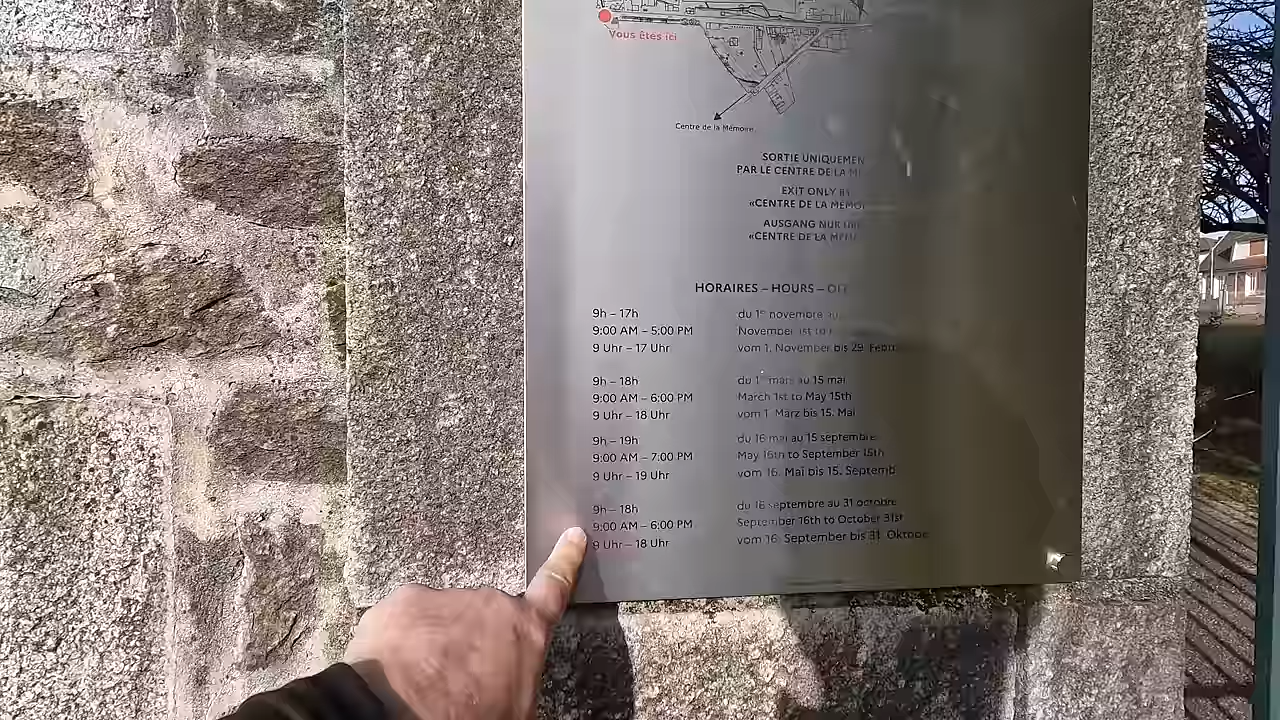 Vous êtes ici
Centre de la Mémoire
SORTIE UNIQUEMEN
PAR LE CENTRE DE LA M
EXIT ONLY BY
«CENTRE DE LA MEMO
AUSGANG NUR
«CENTRE DE LA MEM
HORAIRES – HOURS –
9h – 17h du 1er novembre au
9:00 AM – 5:00 PM November 1st to
9 Uhr – 17 Uhr vom 1. November bis 29. Febru
9h – 18h du 1er mars au 15 mai
9:00 AM – 6:00 PM March 1st to May 15th
9 Uhr – 18 Uhr vom 1. März bis 15. Mai
9h – 19h du 16 mai au 15 septembre
9:00 AM – 7:00 PM May 16th to September 15th
9 Uhr – 19 Uhr vom 16. Mai bis 15. Septemb
9h – 18h du 16 septembre au 31 octobre
9:00 AM – 6:00 PM September 16th to October 31st
9 Uhr – 18 Uhr vom 16. September bis 31. Oktober